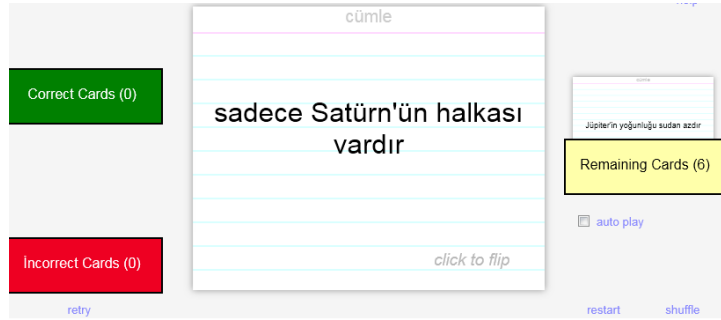 cümle
Correct Cards (0)
sadece Satürn'ün halkası
vardır
cümle
Jüpiter'in yoğunluğu sudan azdır
Remaining Cards (6)
auto play
İncorrect Cards (0)
click to flip
retry
restart
shuffle